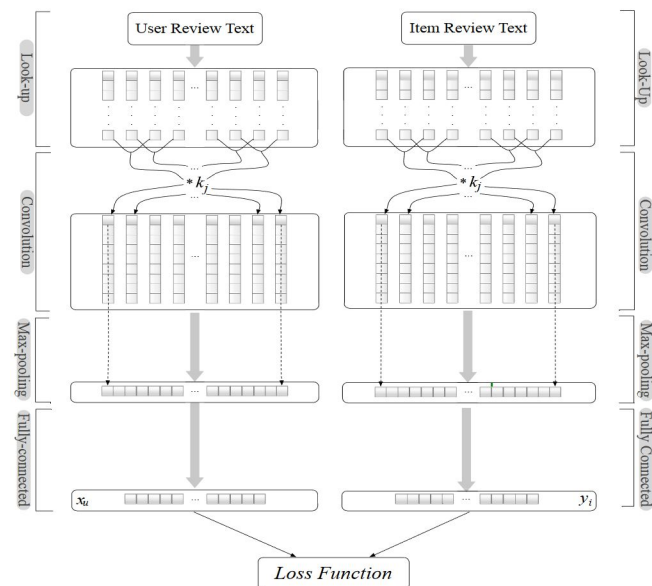 User Review Text
Item Review Text
Look-up
Look-Up
...
...
...
...
* k_j
* k_j
...
...
Convolution
Convolution
...
...
Max-pooling
Max-pooling
...
...
Fully-connected
Fully Connected
x_u
...
...
y_i
Loss Function